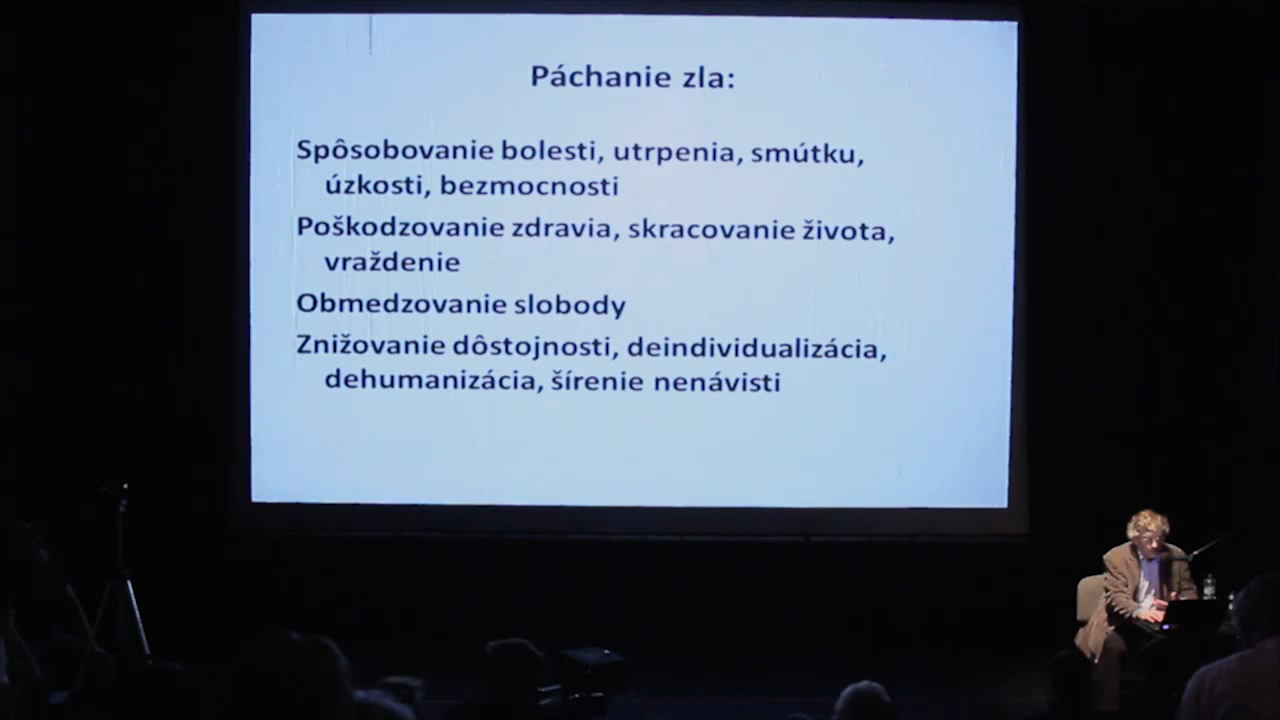 Páchanie zla:
Spôsobovanie bolesti, utrpenia, smútku,
úzkosti, bezmocnosti
Poškodzovanie zdravia, skracovanie života,
vraždenie
Obmedzovanie slobody
Znižovanie dôstojnosti, deindividualizácia,
dehumanizácia, šírenie nenávisti